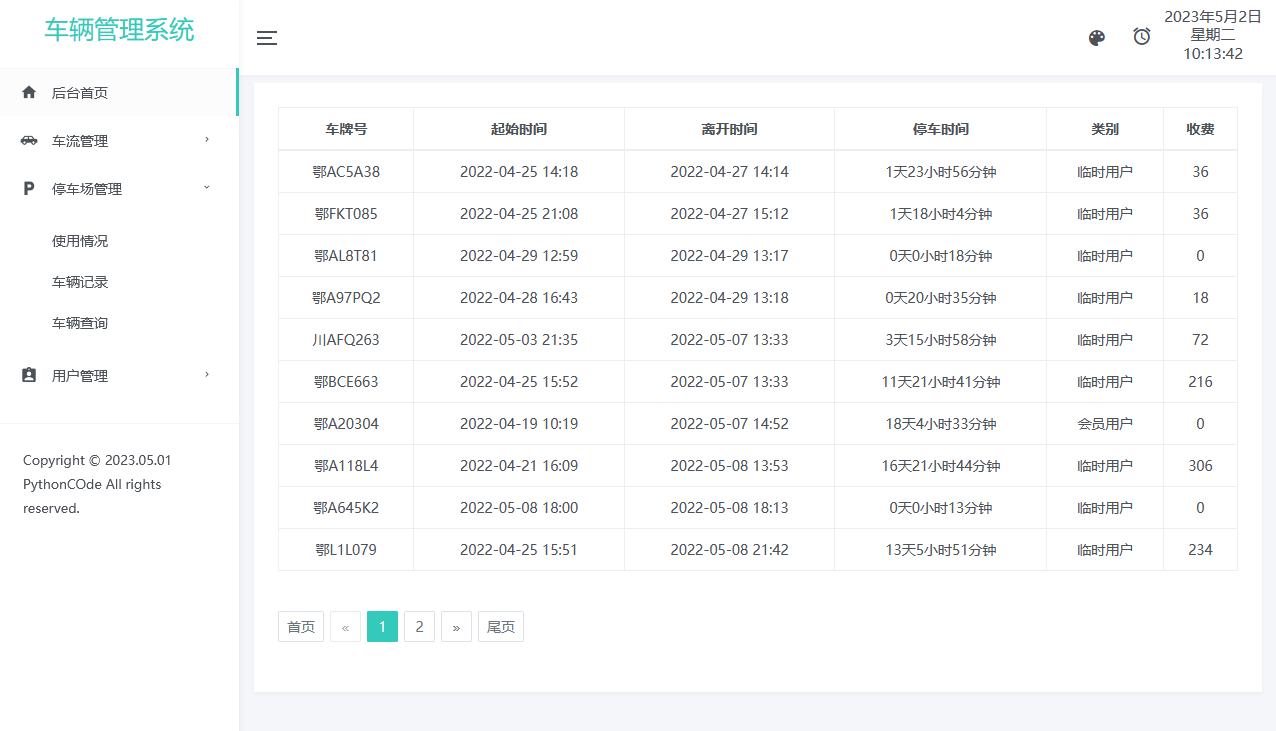 车辆管理系统
2023年5月2日
星期二
10:13:42
后台首页
车流管理
停车场管理
使用情况
车辆记录
车辆查询
用户管理
Copyright © 2023.05.01
PythonCOde All rights
reserved.
车牌号 起始时间 离开时间 停车时间 类别 收费
鄂AC5A38 2022-04-25 14:18 2022-04-27 14:14 1天23小时56分钟 临时用户 36
鄂FKT085 2022-04-25 21:08 2022-04-27 15:12 1天18小时4分钟 临时用户 36
鄂AL8T81 2022-04-29 12:59 2022-04-29 13:17 0天0小时18分钟 临时用户 0
鄂A97PQ2 2022-04-28 16:43 2022-04-29 13:18 0天20小时35分钟 临时用户 18
川AFQ263 2022-05-03 21:35 2022-05-07 13:33 3天15小时58分钟 临时用户 72
鄂BCE663 2022-04-25 15:52 2022-05-07 13:33 11天21小时41分钟 临时用户 216
鄂A20304 2022-04-19 10:19 2022-05-07 14:52 18天4小时33分钟 会员用户 0
鄂A118L4 2022-04-21 16:09 2022-05-08 13:53 16天21小时44分钟 临时用户 306
鄂A645K2 2022-05-08 18:00 2022-05-08 18:13 0天0小时13分钟 临时用户 0
鄂L1L079 2022-04-25 15:51 2022-05-08 21:42 13天5小时51分钟 临时用户 234
首页 « 1 2 » 尾页